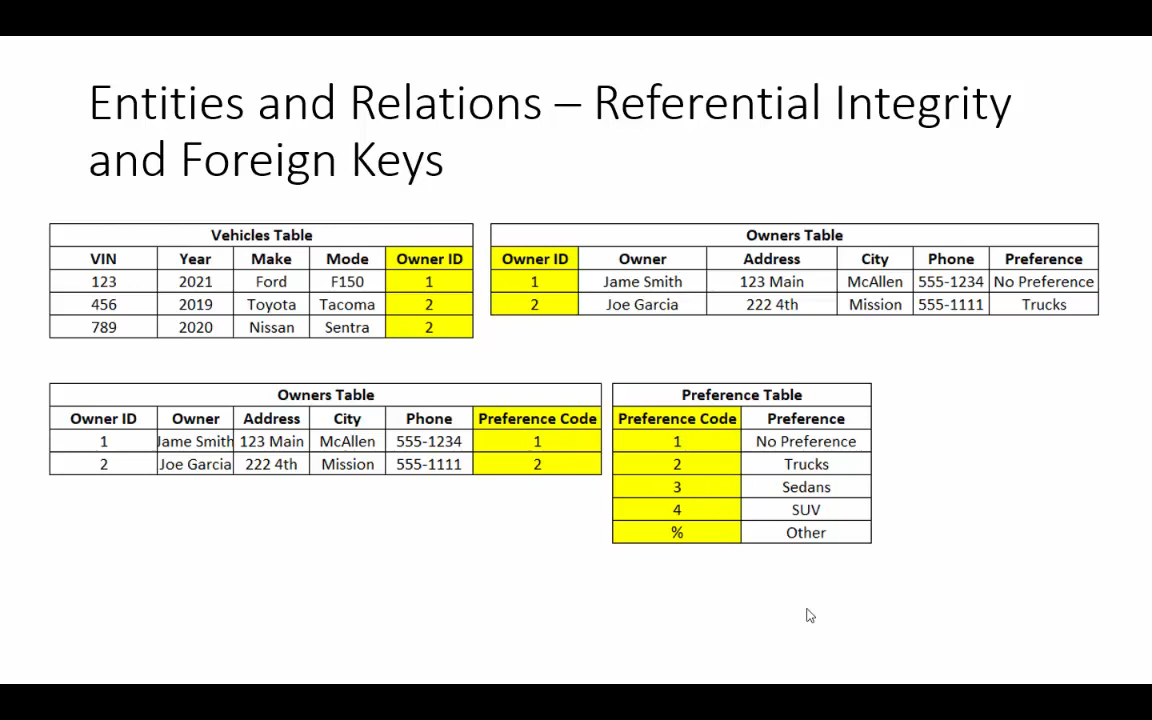 Entities and Relations – Referential Integrity
and Foreign Keys
Vehicles Table
VIN Year Make Mode Owner ID
123 2021 Ford F150 1
456 2019 Toyota Tacoma 2
789 2020 Nissan Sentra 2
Owners Table
Owner ID Owner Address City Phone Preference
1 Jame Smith 123 Main McAllen 555-1234 No Preference
2 Joe Garcia 222 4th Mission 555-1111 Trucks
Owners Table
Owner ID Owner Address City Phone Preference Code
1 Jame Smith 123 Main McAllen 555-1234 1
2 Joe Garcia 222 4th Mission 555-1111 2
Preference Table
Preference Code Preference
1 No Preference
2 Trucks
3 Sedans
4 SUV
% Other